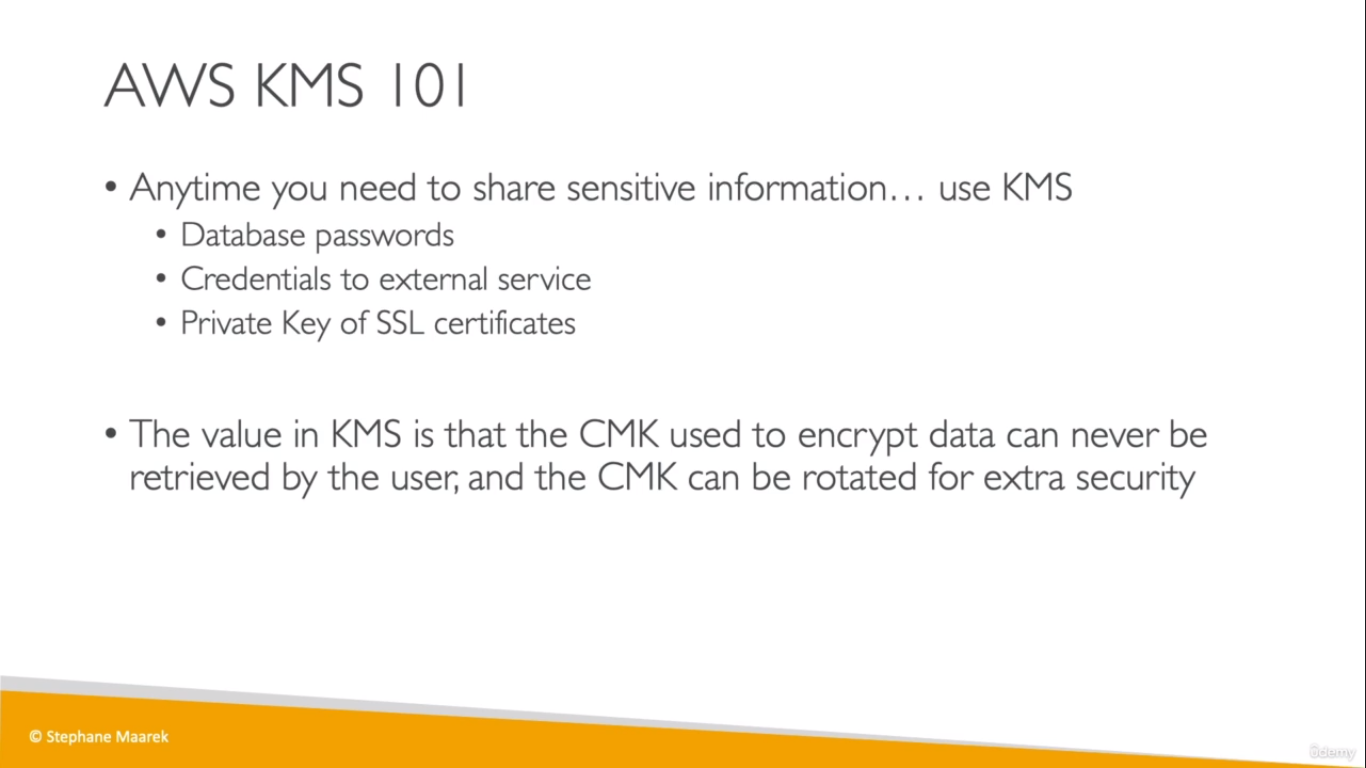 AWS KMS 101
• Anytime you need to share sensitive information… use KMS
• Database passwords
• Credentials to external service
• Private Key of SSL certificates
• The value in KMS is that the CMK used to encrypt data can never be
retrieved by the user, and the CMK can be rotated for extra security
© Stephane Maarek
ûdemy